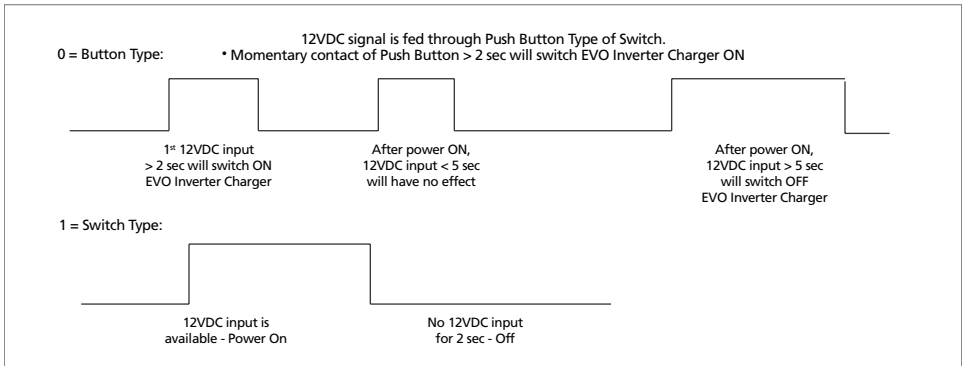 12VDC signal is fed through Push Button Type of Switch.
0 = Button Type: • Momentary contact of Push Button > 2 sec will switch EVO Inverter Charger ON
1st 12VDC input
> 2 sec will switch ON
EVO Inverter Charger
After power ON,
12VDC input < 5 sec
will have no effect
After power ON,
12VDC input > 5 sec
will switch OFF
EVO Inverter Charger
1 = Switch Type:
12VDC input is
available - Power On
No 12VDC input
for 2 sec - Off